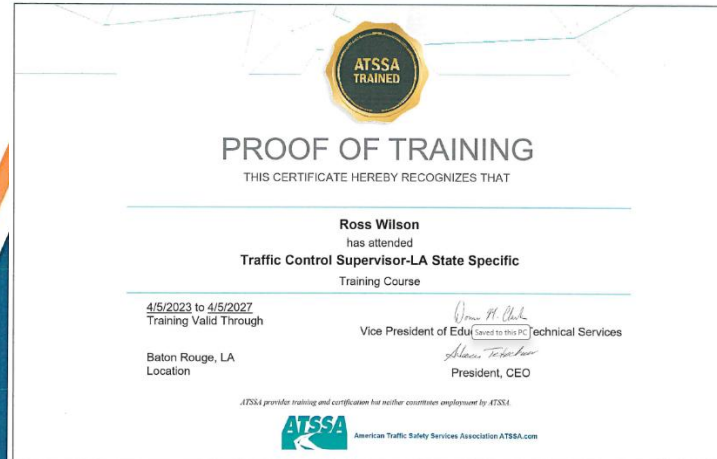 ATSSA
TRAINED
PROOF OF TRAINING
THIS CERTIFICATE HEREBY RECOGNIZES THAT
Ross Wilson
has attended
Traffic Control Supervisor-LA State Specific
Training Course
4/5/2023 to 4/5/2027
Training Valid Through
Vice President of Edu Saved to this PC echnical Services
Baton Rouge, LA
Location
President, CEO
ATSSA provides training and certification but neither constitutes employment by ATSSA.
ATSSA
American Traffic Safety Services Association ATSSA.com